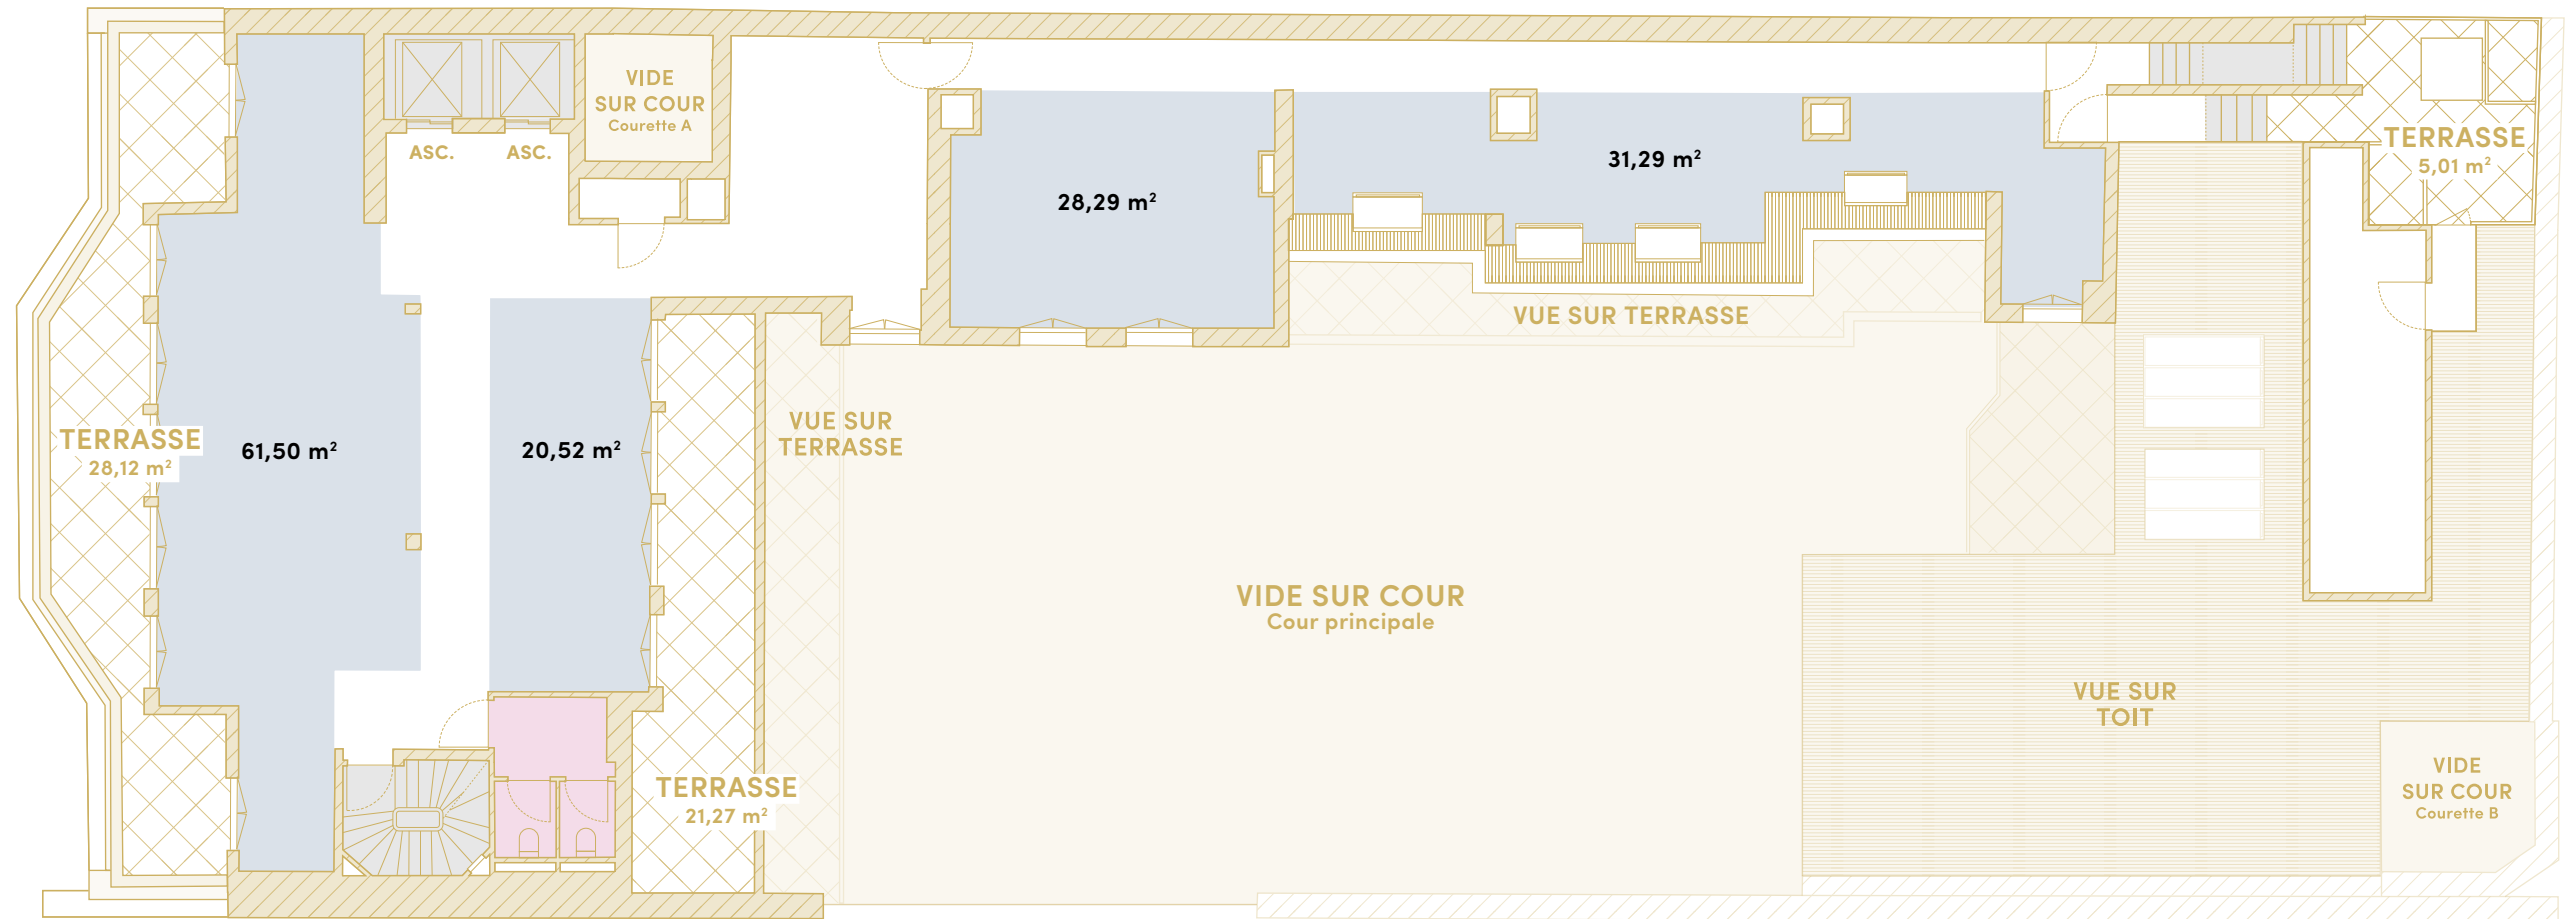 VIDE
SUR COUR
Courette A
ASC.
ASC.
31,29 m²
28,29 m²
TERRASSE
5,01 m²
VUE SUR TERRASSE
TERRASSE
28,12 m²
61,50 m²
20,52 m²
VUE SUR
TERRASSE
VIDE SUR COUR
Cour principale
VUE SUR
TOIT
TERRASSE
21,27 m²
VIDE
SUR COUR
Courette B